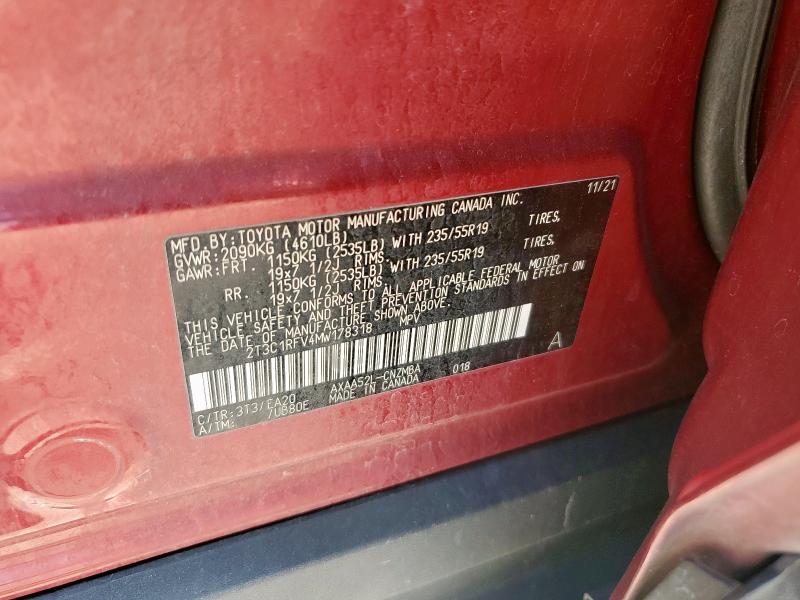 11/21
MFD.BY:TOYOTA MOTOR MANUFACTURING CANADA INC.
GVWR:2090KG (4610LB)
GAWR:FRT. 1150KG (2535LB) WITH 235/55R19 TIRES,
19x7 1/2J RIMS
RR. 1150KG (2535LB) WITH 235/55R19 TIRES,
19x7 1/2J RIMS
THIS VEHICLE CONFORMS TO ALL APPLICABLE FEDERAL MOTOR
VEHICLE SAFETY AND THEFT PREVENTION STANDARDS IN EFFECT ON
THE DATE OF MANUFACTURE SHOWN ABOVE.
2T3C1RFV4MW178318 MPV
A
C/TR:3T3/EA20 AXAA52L-CNZMBA 018
A/TM: /UB80E MADE IN CANADA